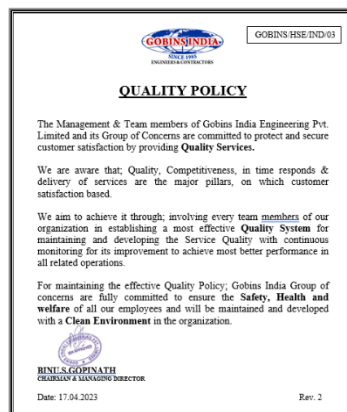 GOBINS INDIA
SINCE 1993
ENGINEERS & CONTRACTORS
GOBINS/HSE/IND/03
QUALITY POLICY
The Management & Team members of Gobins India Engineering Pvt.
Limited and its Group of Concerns are committed to protect and secure
customer satisfaction by providing Quality Services.
We are aware that; Quality, Competitiveness, in time responds &
delivery of services are the major pillars, on which customer
satisfaction based.
We aim to achieve it through; involving every team members of our
organization in establishing a most effective Quality System for
maintaining and developing the Service Quality with continuous
monitoring for its improvement to achieve most better performance in
all related operations.
For maintaining the effective Quality Policy; Gobins India Group of
concerns are fully committed to ensure the Safety, Health and
welfare of all our employees and will be maintained and developed
with a Clean Environment in the organization.
BINU.S.GOPINATH
CHAIRMAN & MANAGING DIRECTOR
Date: 17.04.2023
Rev. 2